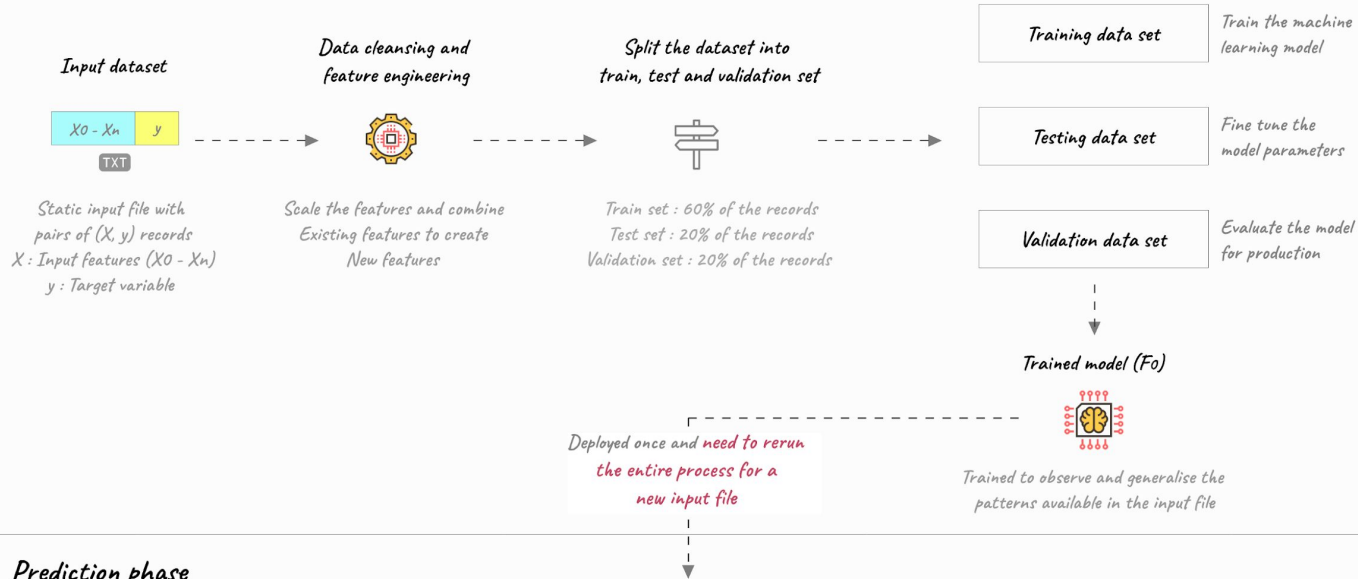 Input dataset
X0 - Xn
y
TXT
Static input file with
pairs of (X, y) records
X : Input features (X0 - Xn)
y : Target variable
Data cleansing and
feature engineering
Scale the features and combine
Existing features to create
New features
Split the dataset into
train, test and validation set
Train set : 60% of the records
Test set : 20% of the records
Validation set : 20% of the records
Training data set
Train the machine
learning model
Testing data set
Fine tune the
model parameters
Validation data set
Evaluate the model
for production
Trained model (F0)
Trained to observe and generalise the
patterns available in the input file
Deployed once and need to rerun
the entire process for a
new input file
Prediction phase